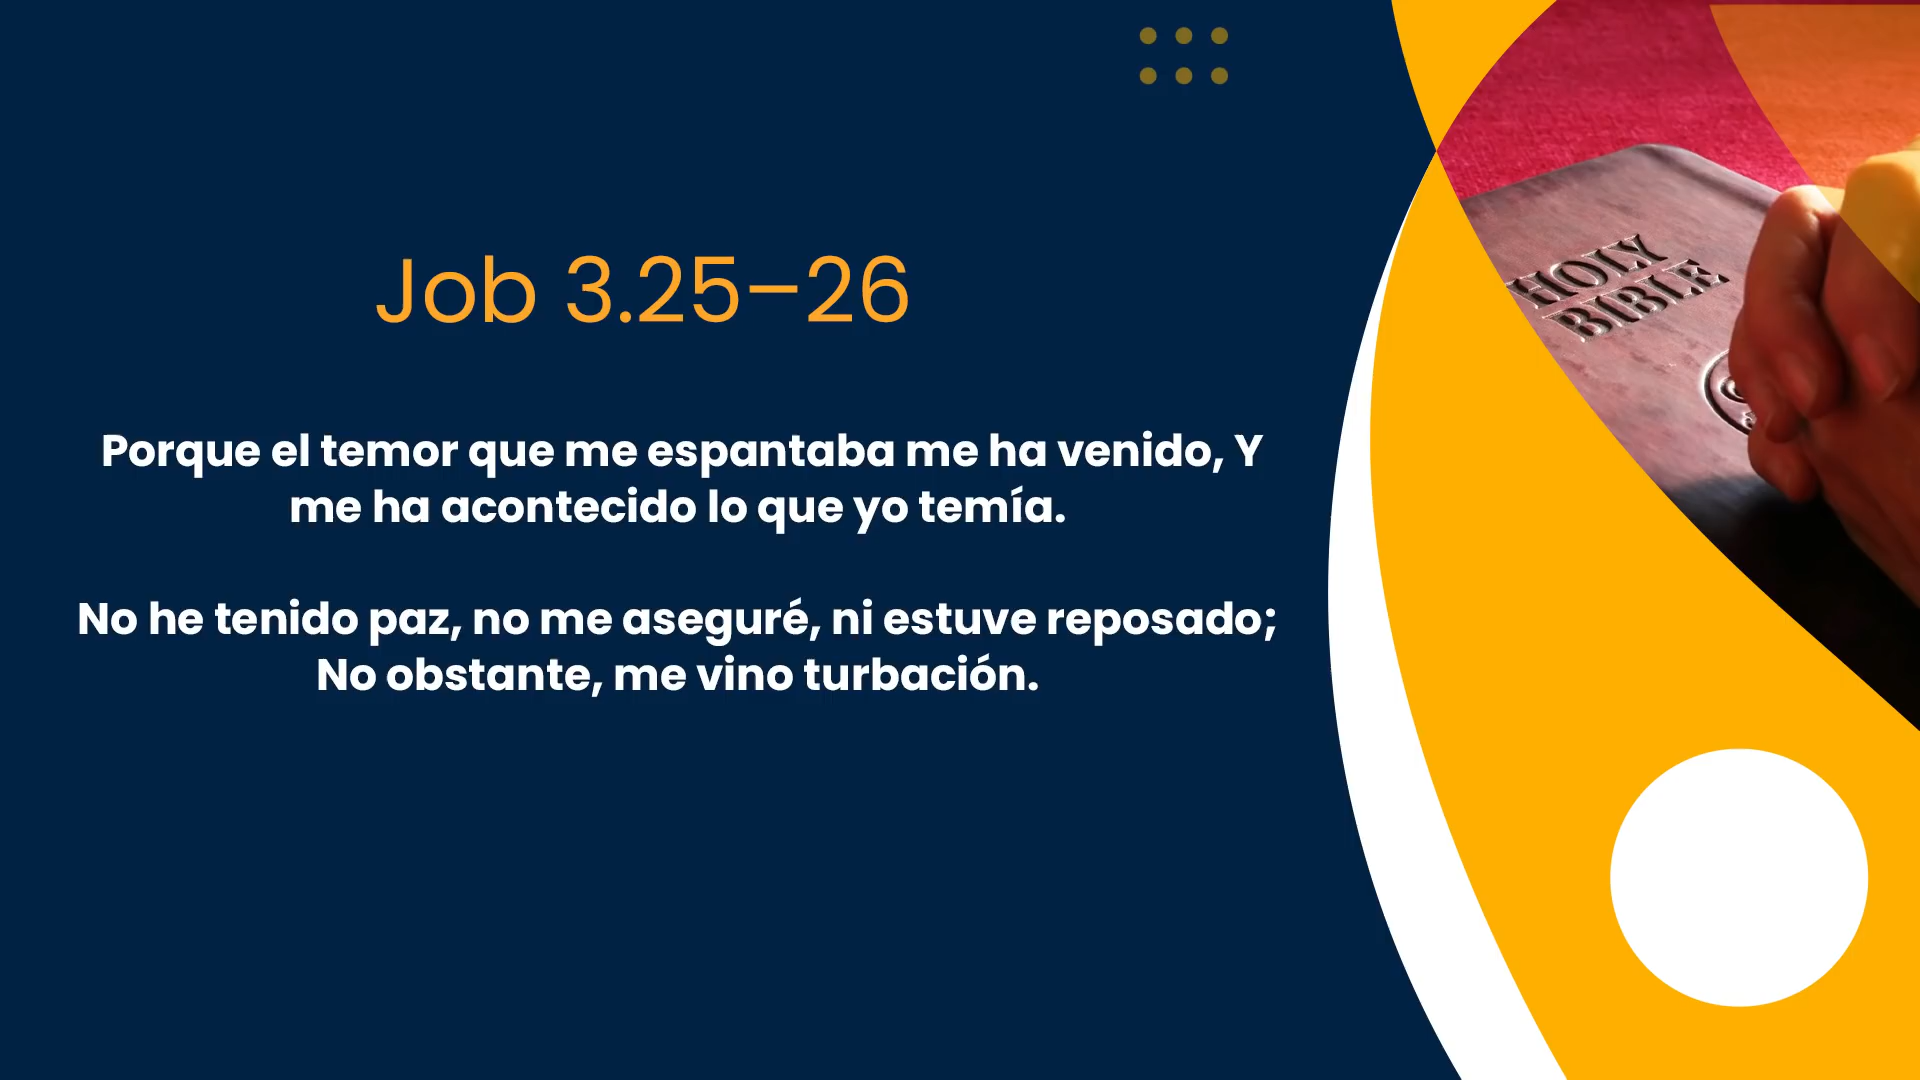 Job 3.25–26
Porque el temor que me espantaba me ha venido, Y
me ha acontecido lo que yo temía.
No he tenido paz, no me aseguré, ni estuve reposado;
No obstante, me vino turbación.
HOLY
BIBLE